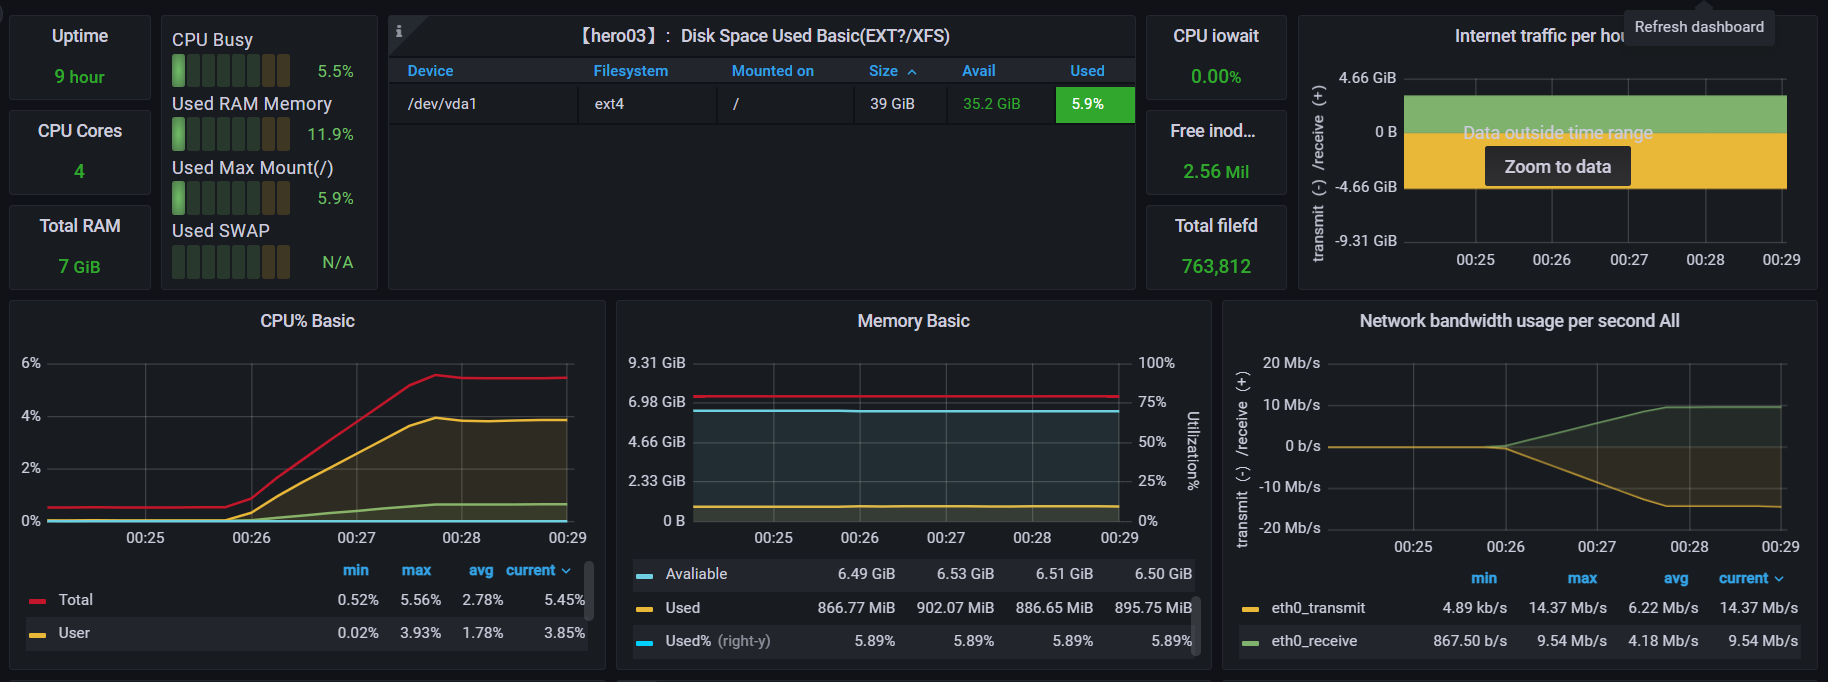 Uptime
9 hour
CPU Cores
4
Total RAM
7 GiB
CPU Busy
5.5%
Used RAM Memory
11.9%
Used Max Mount(/)
5.9%
Used SWAP
N/A
i
【hero03】: Disk Space Used Basic(EXT?/XFS)
Device Filesystem Mounted on Size Avail Used
/dev/vda1 ext4 / 39 GiB 35.2 GiB 5.9%
CPU iowait
0.00%
Free inod...
2.56 Mil
Total filefd
763,812
Internet traffic per hou
Refresh dashboard
transmit (-) /receive (+)
4.66 GiB
0 B
-4.66 GiB
-9.31 GiB
Data outside time range
Zoom to data
00:25 00:26 00:27 00:28 00:29
CPU% Basic
6%
4%
2%
0%
00:25 00:26 00:27 00:28 00:29
min max avg current
Total 0.52% 5.56% 2.78% 5.45%
User 0.02% 3.93% 1.78% 3.85%
Memory Basic
9.31 GiB 100%
6.98 GiB 75%
4.66 GiB 50%
2.33 GiB 25%
0 B 0%
Utilization%
00:25 00:26 00:27 00:28 00:29
Avaliable 6.49 GiB 6.53 GiB 6.51 GiB 6.50 GiB
Used 866.77 MiB 902.07 MiB 886.65 MiB 895.75 MiB
Used% (right-y) 5.89% 5.89% 5.89% 5.89%
Network bandwidth usage per second All
transmit (-) /receive (+)
20 Mb/s
10 Mb/s
0 b/s
-10 Mb/s
-20 Mb/s
00:25 00:26 00:27 00:28 00:29
min max avg current
eth0_transmit 4.89 kb/s 14.37 Mb/s 6.22 Mb/s 14.37 Mb/s
eth0_receive 867.50 b/s 9.54 Mb/s 4.18 Mb/s 9.54 Mb/s